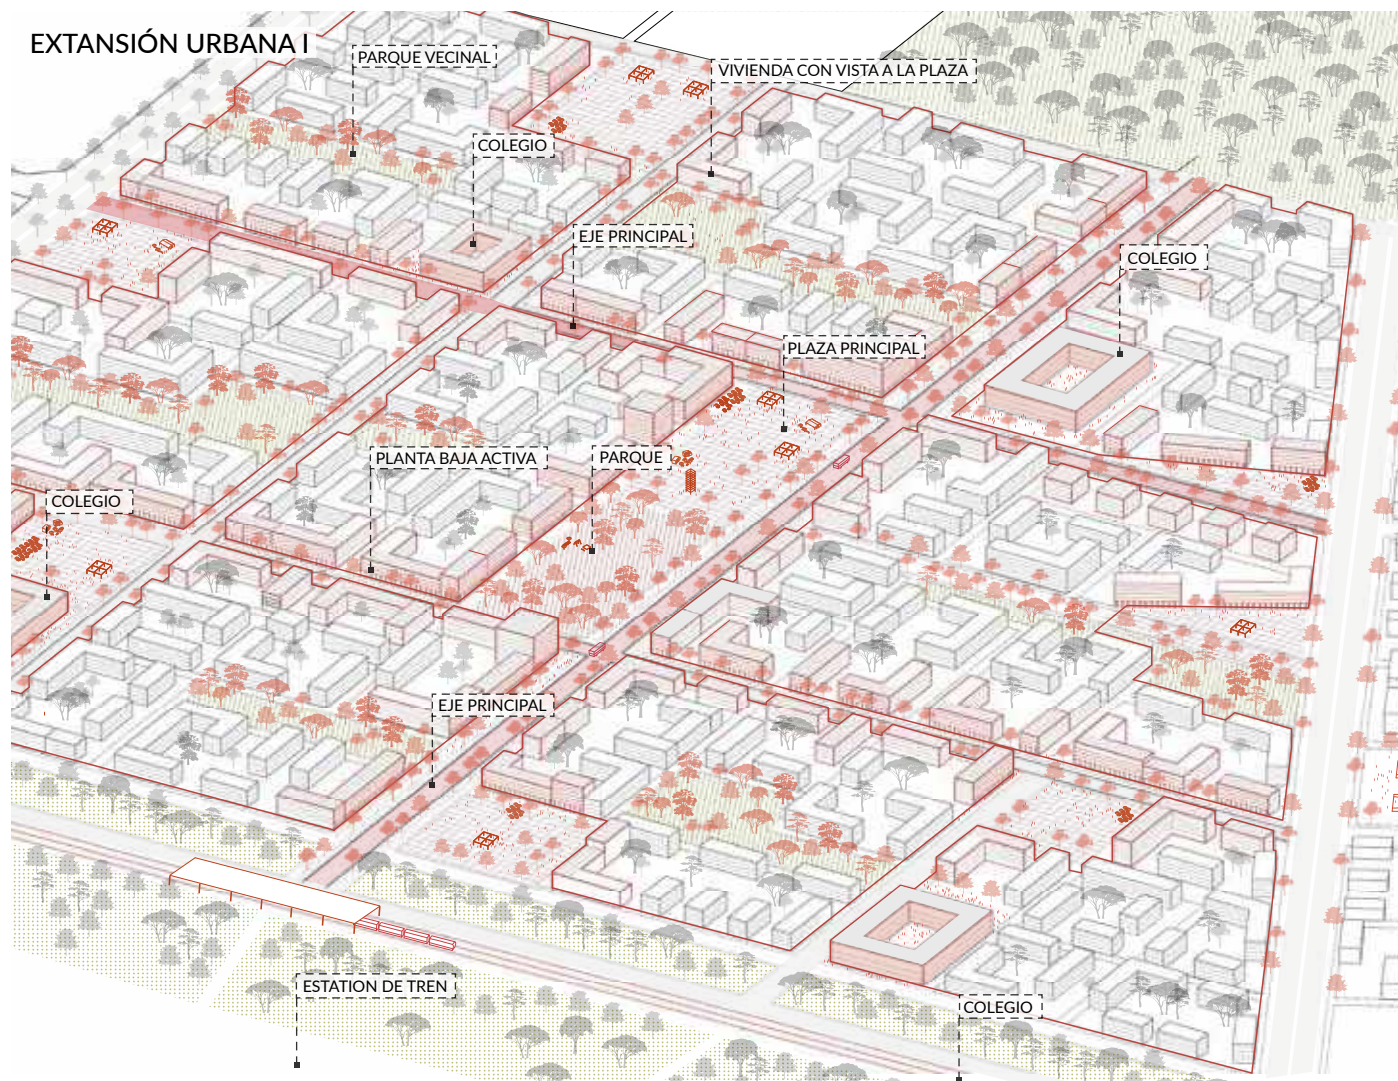 EXTANSIÓN URBANA I
PARQUE VECINAL
VIVIENDA CON VISTA A LA PLAZA
COLEGIO
EJE PRINCIPAL
COLEGIO
PLAZA PRINCIPAL
PLANTA BAJA ACTIVA
PARQUE
COLEGIO
EJE PRINCIPAL
ESTATION DE TREN
COLEGIO